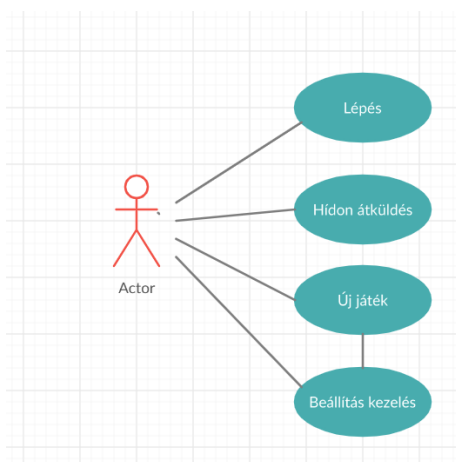 Lépés
Hídon átküldés
Actor
Új játék
Beállítás kezelés